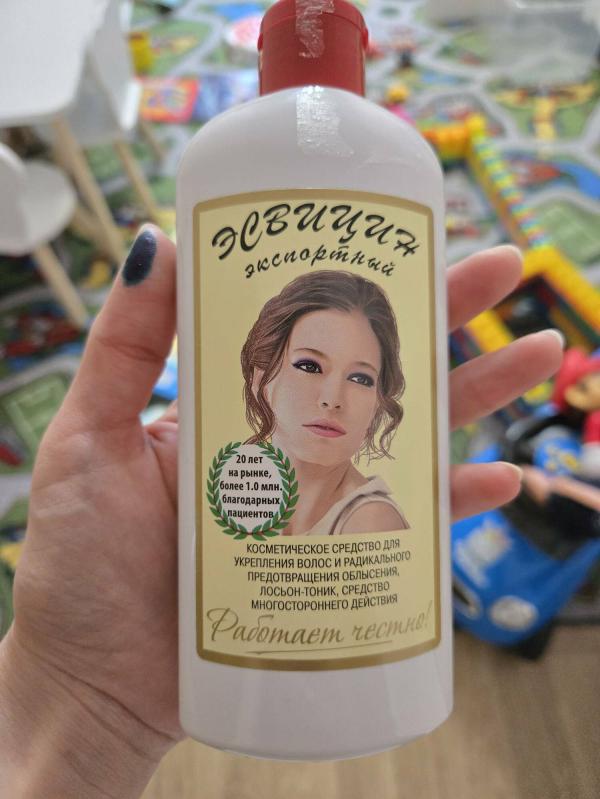 ЭСВИЦИН
экспортный
20 лет
на рынке,
более 1.0 млн.
благодарных
пациентов
КОСМЕТИЧЕСКОЕ СРЕДСТВО ДЛЯ
УКРЕПЛЕНИЯ ВОЛОС И РАДИКАЛЬНОГО
ПРЕДОТВРАЩЕНИЯ ОБЛЫСЕНИЯ,
ЛОСЬОН-ТОНИК, СРЕДСТВО
МНОГОСТОРОННЕГО ДЕЙСТВИЯ
Работает честно!